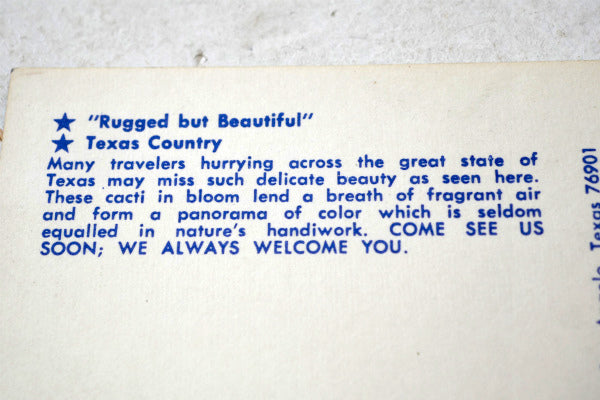 ★ "Rugged but Beautiful"
★ Texas Country
Many travelers hurrying across the great state of
Texas may miss such delicate beauty as seen here.
These cacti in bloom lend a breath of fragrant air
and form a panorama of color which is seldom
equalled in nature's handiwork. COME SEE US
SOON; WE ALWAYS WELCOME YOU.
Texas 76901